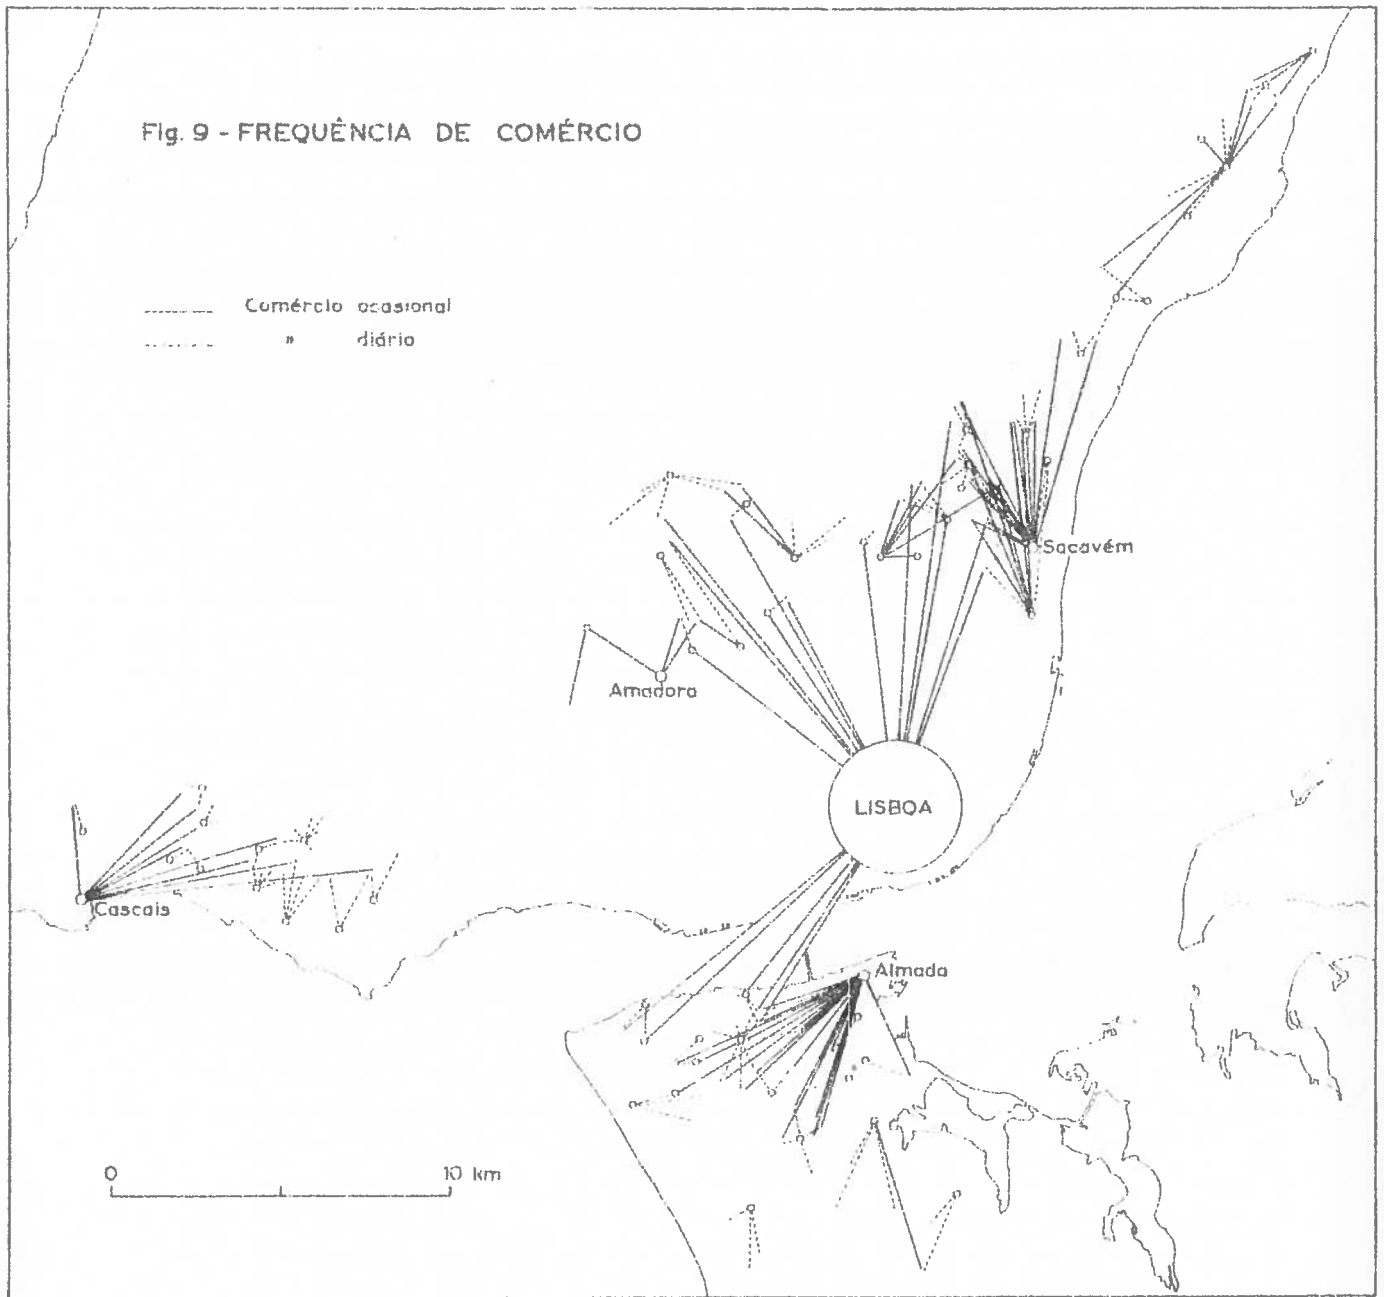 Fig. 9 - FREQUÊNCIA DE COMÉRCIO
Comércio ocasional
" diário
Sacavém
Amadora
LISBOA
Cascais
Almada
0 10 km